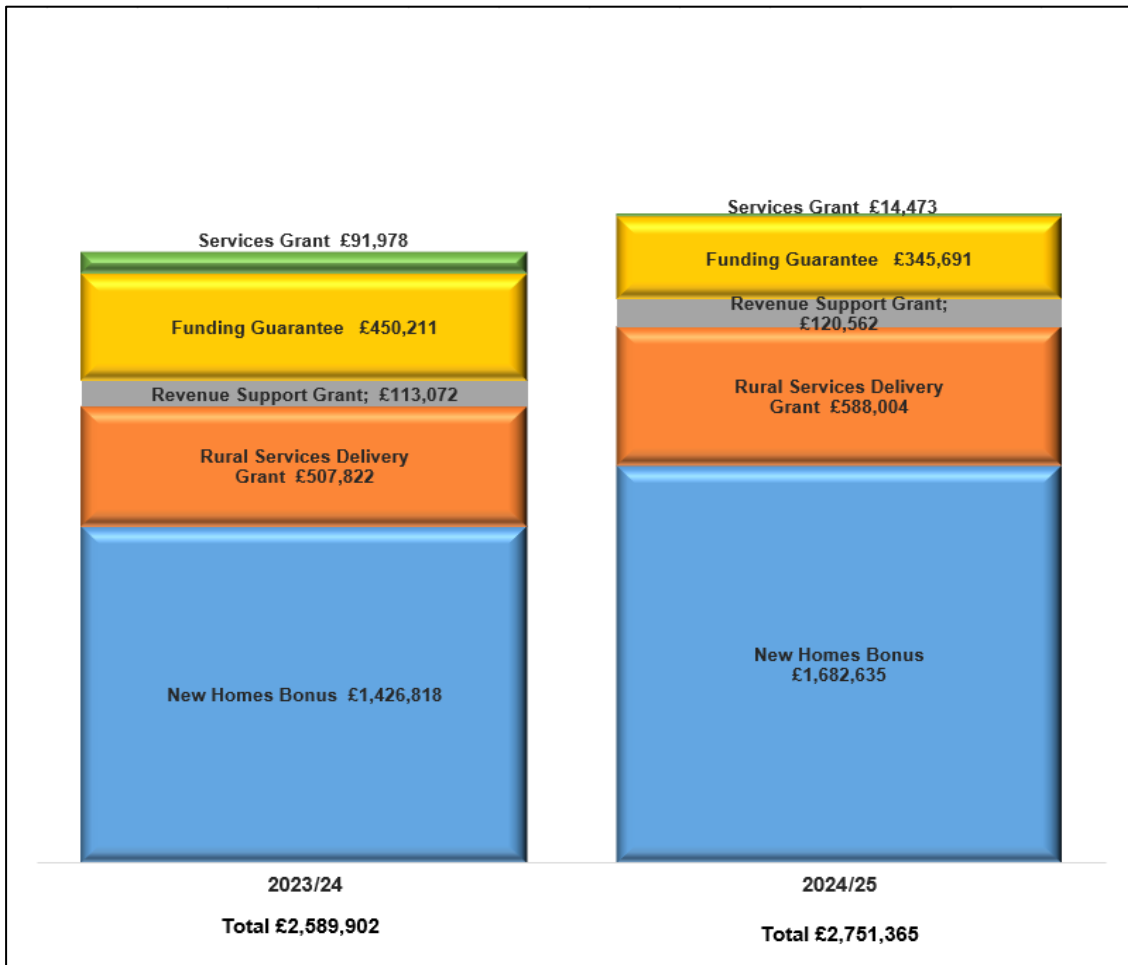 Services Grant £91,978
Funding Guarantee £450,211
Revenue Support Grant; £113,072
Rural Services Delivery
Grant £507,822
New Homes Bonus £1,426,818
2023/24
Total £2,589,902
Services Grant £14,473
Funding Guarantee £345,691
Revenue Support Grant;
£120,562
Rural Services Delivery
Grant £588,004
New Homes Bonus
£1,682,635
2024/25
Total £2,751,365